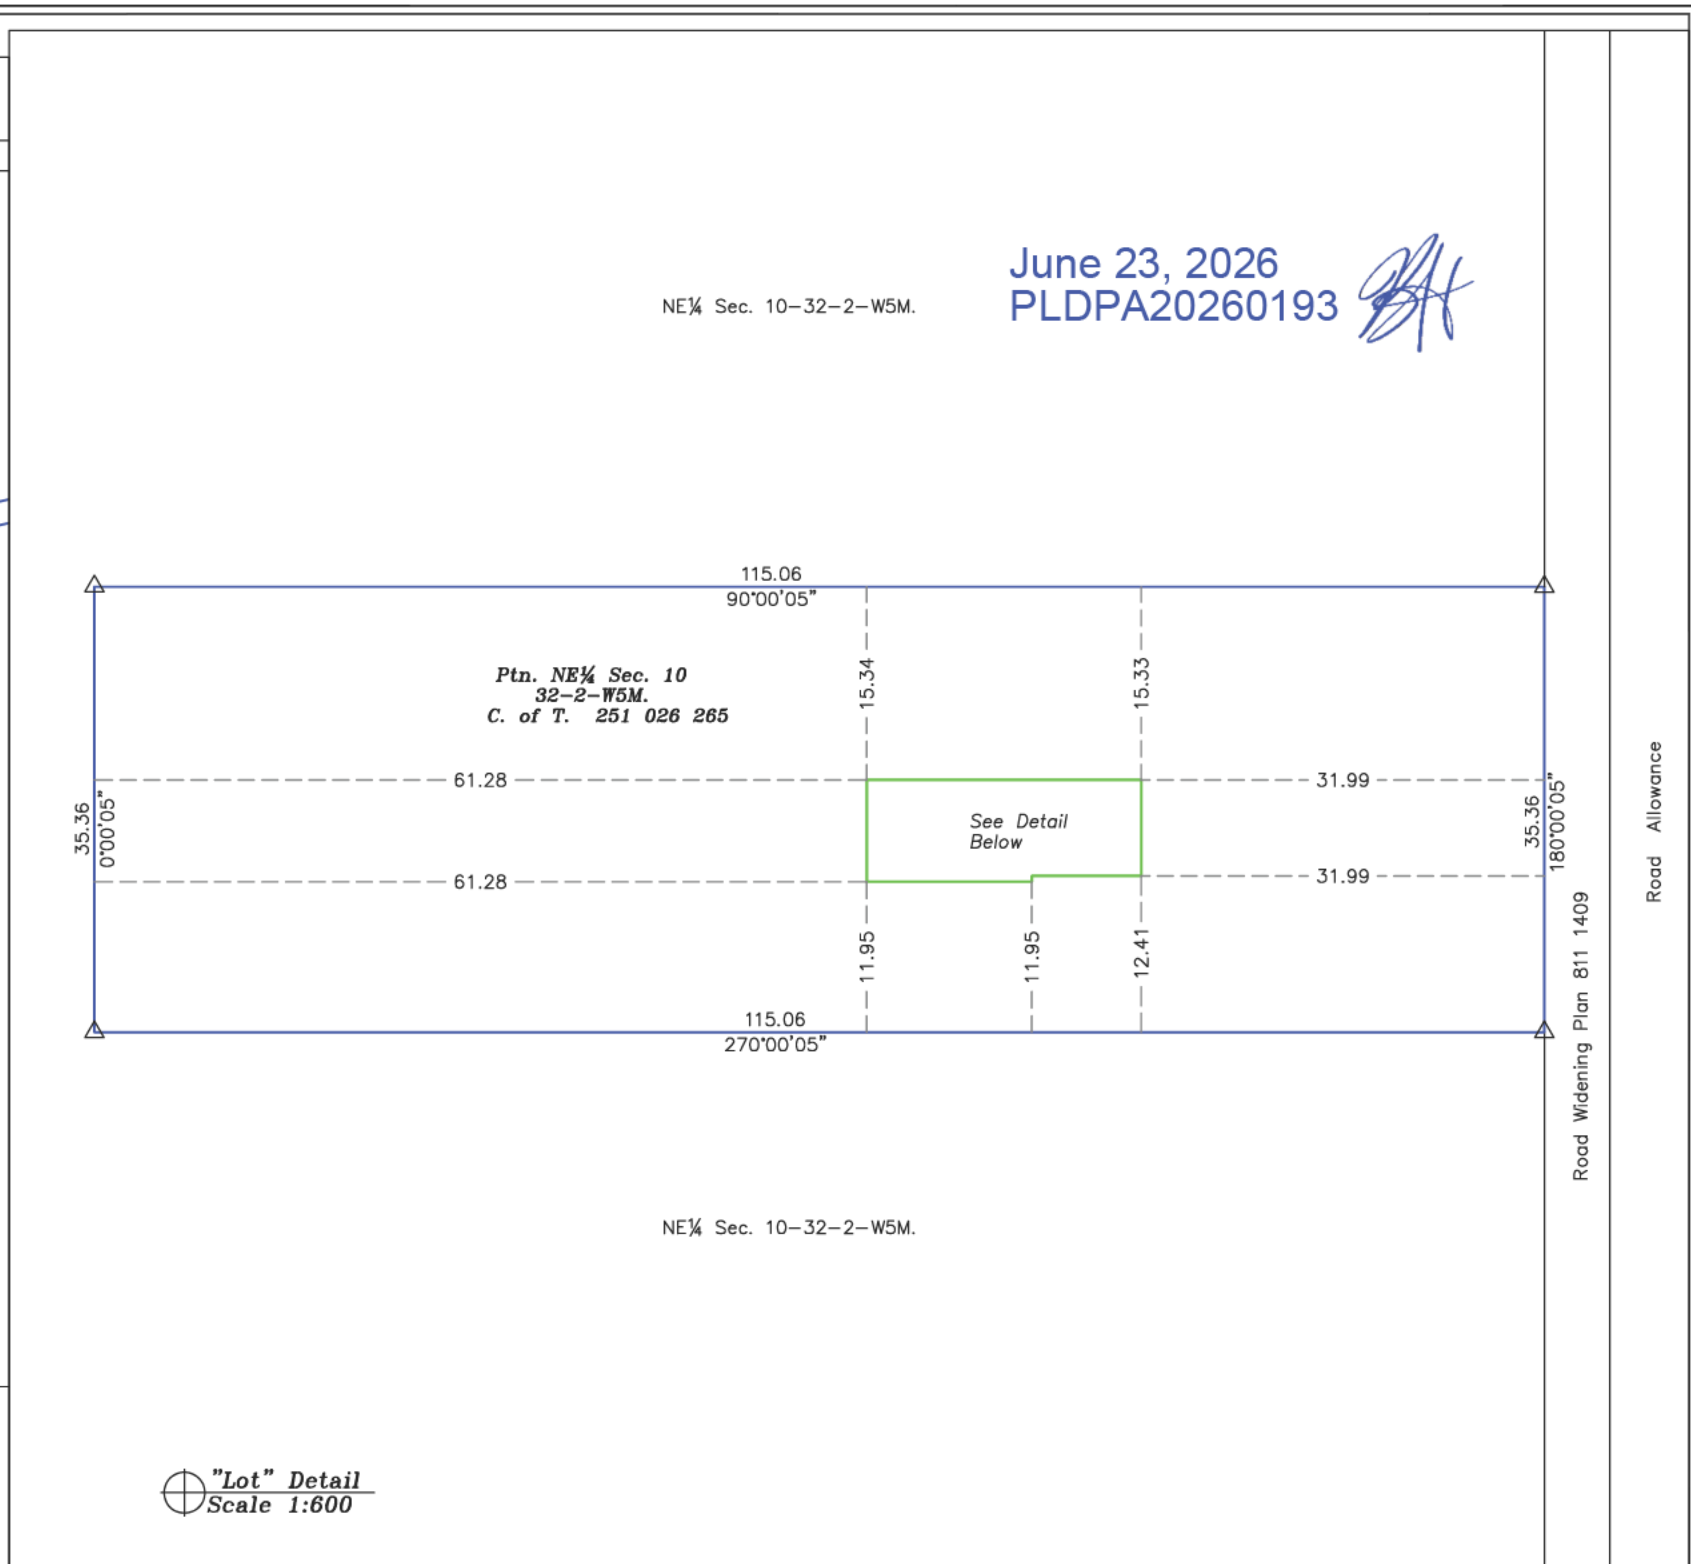 June 23, 2026
PLDPA20260193
NE¼ Sec. 10-32-2-W5M.
115.06
90°00'05"
Ptn. NE¼ Sec. 10
32-2-W5M.
C. of T. 251 026 265
15.34
15.33
61.28
31.99
35.36
0°00'05"
See Detail
Below
35.36
180°00'05"
Road Allowance
61.28
31.99
11.95
11.95
12.41
Road Widening Plan 811 1409
115.06
270°00'05"
NE¼ Sec. 10-32-2-W5M.
"Lot" Detail
Scale 1:600